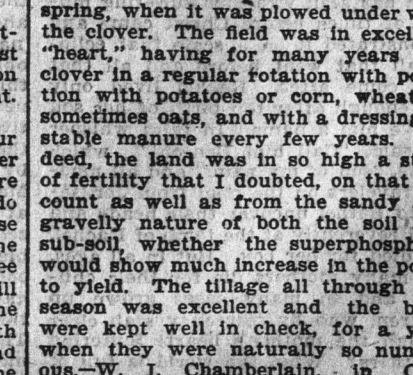 spring, when it was plowed under
the clover. The field was in excel
"heart," having for many years
clover in a regular rotation with po
tion with potatoes or corn, wheat
sometimes oats, and with a dressing
stable manure every few years.
deed, the land was in so high a st
of fertility that I doubted, on that
count as well as from the sandy
gravelly nature of both the soil
sub-soil, whether the superphosph
would show much increase in the po
to yield. The tillage all through
season was excellent and the b
were kept well in check, for a y
when they were naturally so num
ous.—W. I. Chamberlain, in